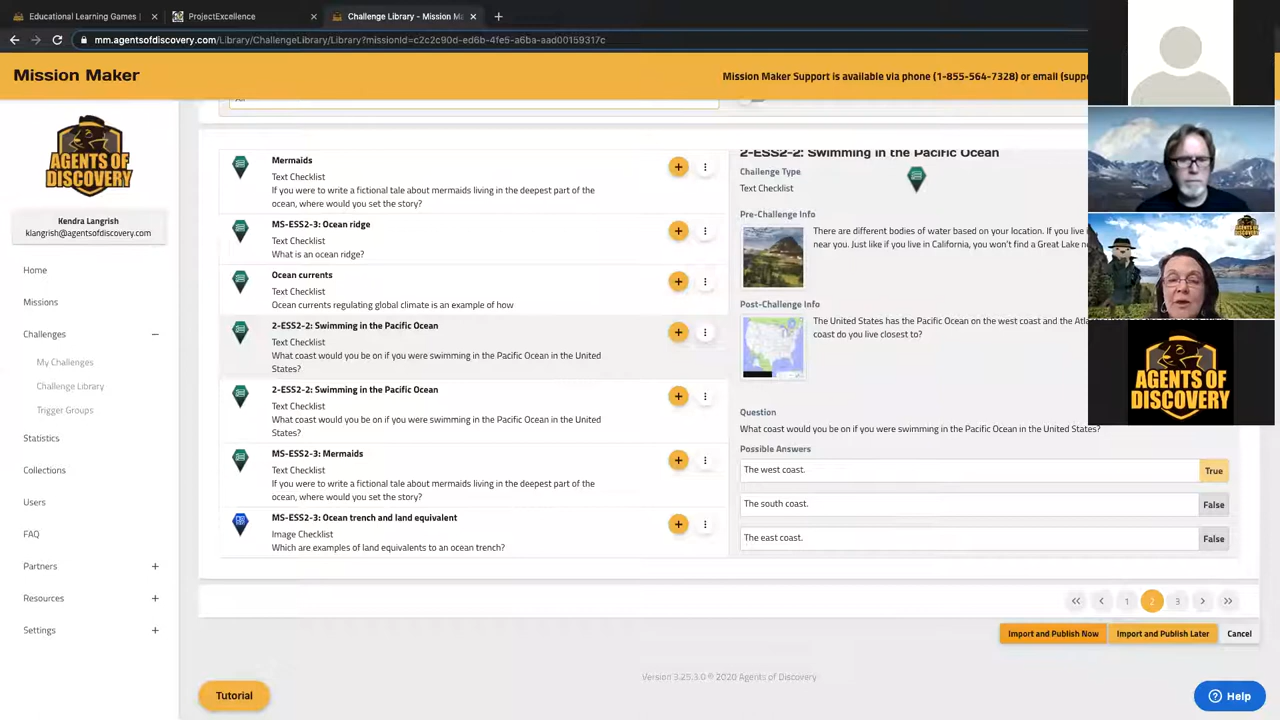 Educational Learning Games
ProjectExcellence
Challenge Library - Mission M
mm.agentsofdiscovery.com/Library/ChallengeLibrary/Library?missionId=c2c2c90d-ed6b-4fe5-a6ba-aad00159317c
Mission Maker
Mission Maker Support is available via phone (1-855-564-7328) or email (supp
AGENTS OF
DISCOVERY
Kendra Langrish
klangrish@agentsofdiscovery.com
Home
Missions
Challenges
My Challenges
Challenge Library
Trigger Groups
Statistics
Collections
Users
FAQ
Partners
Resources
Settings
Mermaids
Text Checklist
If you were to write a fictional tale about mermaids living in the deepest part of the
ocean, where would you set the story?
MS-ESS2-3: Ocean ridge
Text Checklist
What is an ocean ridge?
Ocean currents
Text Checklist
Ocean currents regulating global climate is an example of how
2-ESS2-2: Swimming in the Pacific Ocean
Text Checklist
What coast would you be on if you were swimming in the Pacific Ocean in the United
States?
2-ESS2-2: Swimming in the Pacific Ocean
Text Checklist
What coast would you be on if you were swimming in the Pacific Ocean in the United
States?
MS-ESS2-3: Mermaids
Text Checklist
If you were to write a fictional tale about mermaids living in the deepest part of the
ocean, where would you set the story?
MS-ESS2-3: Ocean trench and land equivalent
Image Checklist
Which are examples of land equivalents to an ocean trench?
2-ESS2-2: Swimming in the Pacific Ocean
Challenge Type
Text Checklist
Pre-Challenge Info
There are different bodies of water based on your location. If you live i
near you. Just like if you live in California, you won't find a Great Lake n
Post-Challenge Info
The United States has the Pacific Ocean on the west coast and the Atla
coast do you live closest to?
Question
What coast would you be on if you were swimming in the Pacific Ocean in the United States?
Possible Answers
The west coast.
True
The south coast.
False
The east coast.
False
1
2
3
Import and Publish Now
Import and Publish Later
Cancel
Version 3.25.3.0 © 2020 Agents of Discovery
Tutorial
Help
AGENTS OF
DISCOVERY